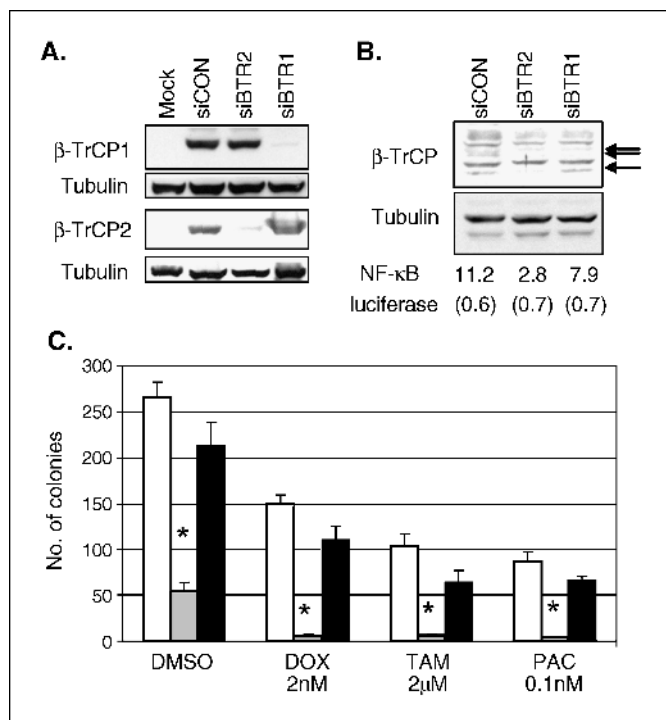 A.
Mock
siCON
siBTR2
siBTR1
β-TrCP1
Tubulin
β-TrCP2
Tubulin
B.
siCON
siBTR2
siBTR1
β-TrCP
Tubulin
NF-κB 11.2 2.8 7.9
luciferase (0.6) (0.7) (0.7)
C.
No. of colonies
300
250
200
150
100
50
0
* * * *
DMSO DOX TAM PAC
2nM 2µM 0.1nM